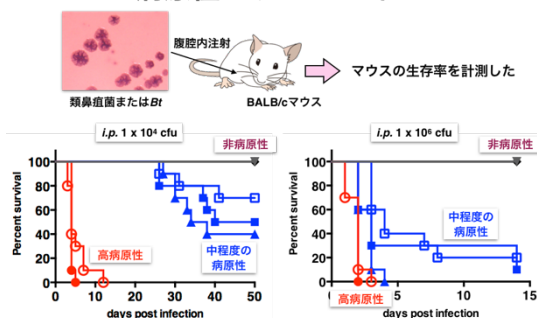 腹腔内注射
類鼻疽菌またはBt
BALB/cマウス
マウスの生存率を計測した
i.p. 1 x 10⁴ cfu
非病原性
Percent survival
100
80
60
40
20
0
高病原性
中程度の
病原性
0
10
20
30
40
50
days post infection
i.p. 1 x 10⁶ cfu
非病原性
Percent survival
100
80
60
40
20
0
中程度の
病原性
高病原性
5
10
15
days post infection